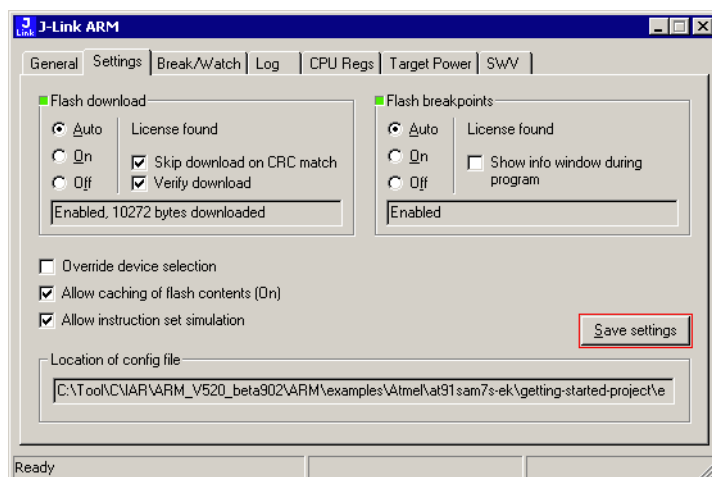 J-Link ARM
General Settings Break/Watch Log CPU Regs Target Power SWV
Flash download
Auto License found
On Skip download on CRC match
Off Verify download
Enabled, 10272 bytes downloaded
Flash breakpoints
Auto License found
On Show info window during
Off program
Enabled
Override device selection
Allow caching of flash contents (On)
Allow instruction set simulation
Save settings
Location of config file
C:\Tool\C\IAR\ARM_V520_beta902\ARM\examples\Atmel\at91sam7s-ek\getting-started-project\e
Ready